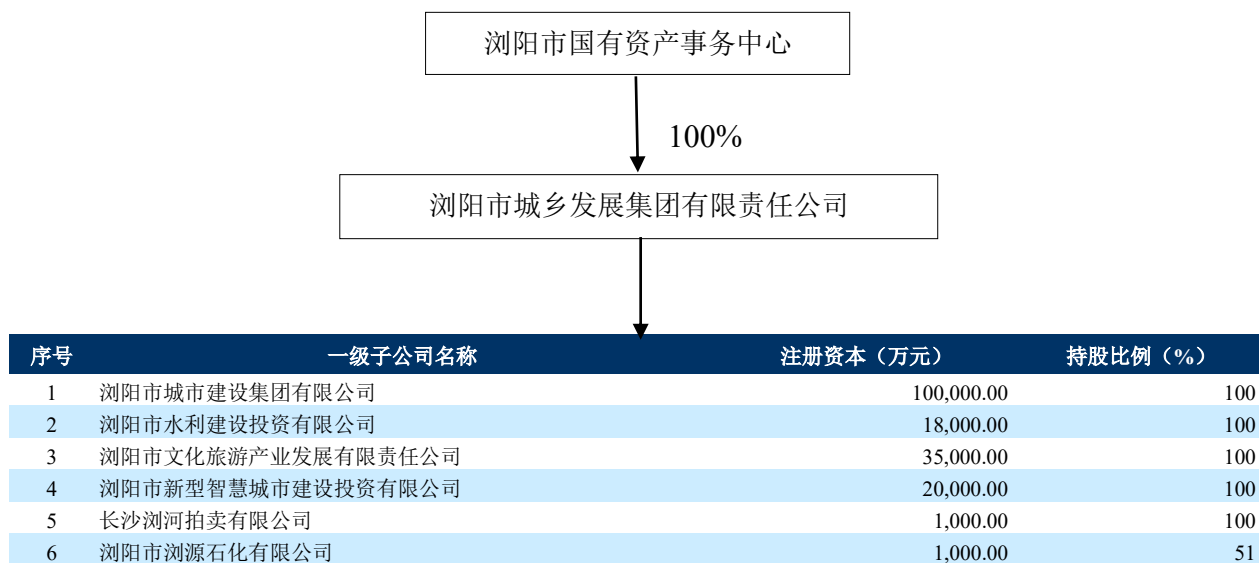 浏阳市国有资产事务中心
100%
浏阳市城乡发展集团有限责任公司
序号 一级子公司名称 注册资本（万元） 持股比例（%）
1 浏阳市城市建设集团有限公司 100,000.00 100
2 浏阳市水利建设投资有限公司 18,000.00 100
3 浏阳市文化旅游产业发展有限责任公司 35,000.00 100
4 浏阳市新型智慧城市建设投资有限公司 20,000.00 100
5 长沙浏河拍卖有限公司 1,000.00 100
6 浏阳市浏源石化有限公司 1,000.00 51